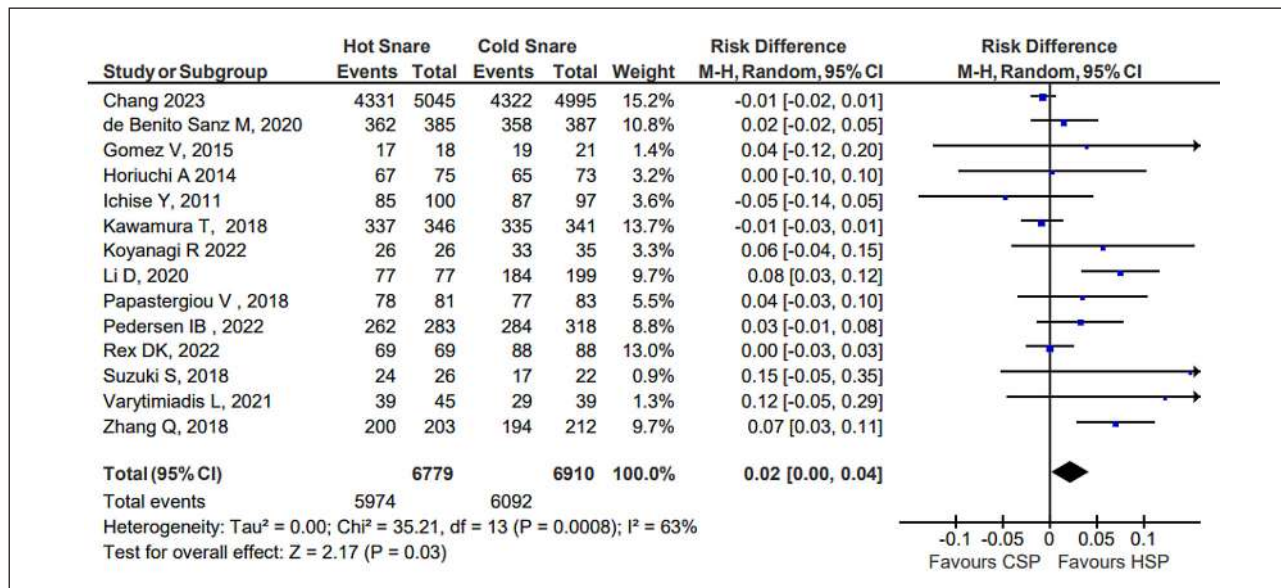 Hot Snare Cold Snare Risk Difference Risk Difference
Study or Subgroup Events Total Events Total Weight M-H, Random, 95% CI M-H, Random, 95% CI
Chang 2023 4331 5045 4322 4995 15.2% -0.01 [-0.02, 0.01]
de Benito Sanz M, 2020 362 385 358 387 10.8% 0.02 [-0.02, 0.05]
Gomez V, 2015 17 18 19 21 1.4% 0.04 [-0.12, 0.20]
Horiuchi A 2014 67 75 65 73 3.2% 0.00 [-0.10, 0.10]
Ichise Y, 2011 85 100 87 97 3.6% -0.05 [-0.14, 0.05]
Kawamura T, 2018 337 346 335 341 13.7% -0.01 [-0.03, 0.01]
Koyanagi R 2022 26 26 33 35 3.3% 0.06 [-0.04, 0.15]
Li D, 2020 77 77 184 199 9.7% 0.08 [0.03, 0.12]
Papastergiou V , 2018 78 81 77 83 5.5% 0.04 [-0.03, 0.10]
Pedersen IB , 2022 262 283 284 318 8.8% 0.03 [-0.01, 0.08]
Rex DK, 2022 69 69 88 88 13.0% 0.00 [-0.03, 0.03]
Suzuki S, 2018 24 26 17 22 0.9% 0.15 [-0.05, 0.35]
Varytimiadis L, 2021 39 45 29 39 1.3% 0.12 [-0.05, 0.29]
Zhang Q, 2018 200 203 194 212 9.7% 0.07 [0.03, 0.11]
Total (95% CI) 6779 6910 100.0% 0.02 [0.00, 0.04]
Total events 5974 6092
Heterogeneity: Tau² = 0.00; Chi² = 35.21, df = 13 (P = 0.0008); I² = 63%
Test for overall effect: Z = 2.17 (P = 0.03)
-0.1 -0.05 0 0.05 0.1
Favours CSP Favours HSP